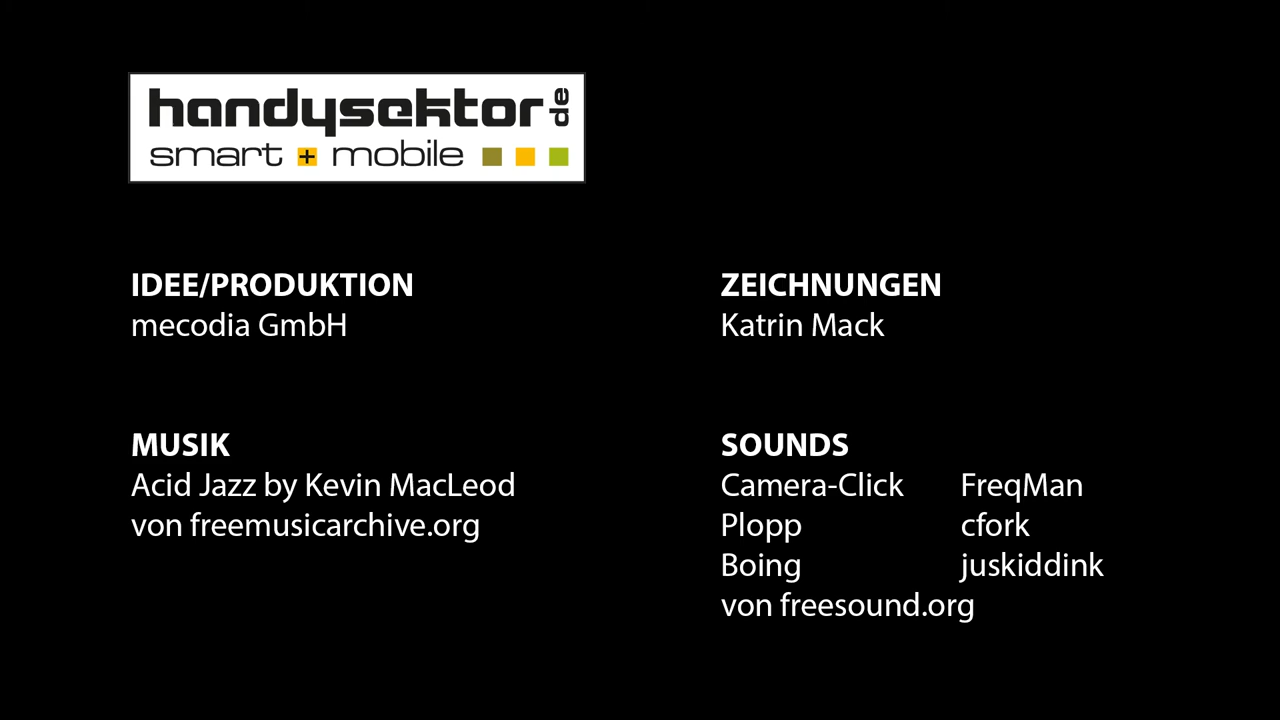 handysektor.de
smart + mobile
IDEE/PRODUKTION
mecodia GmbH
ZEICHNUNGEN
Katrin Mack
MUSIK
Acid Jazz by Kevin MacLeod
von freemusicarchive.org
SOUNDS
Camera-Click FreqMan
Plopp cfork
Boing juskiddink
von freesound.org